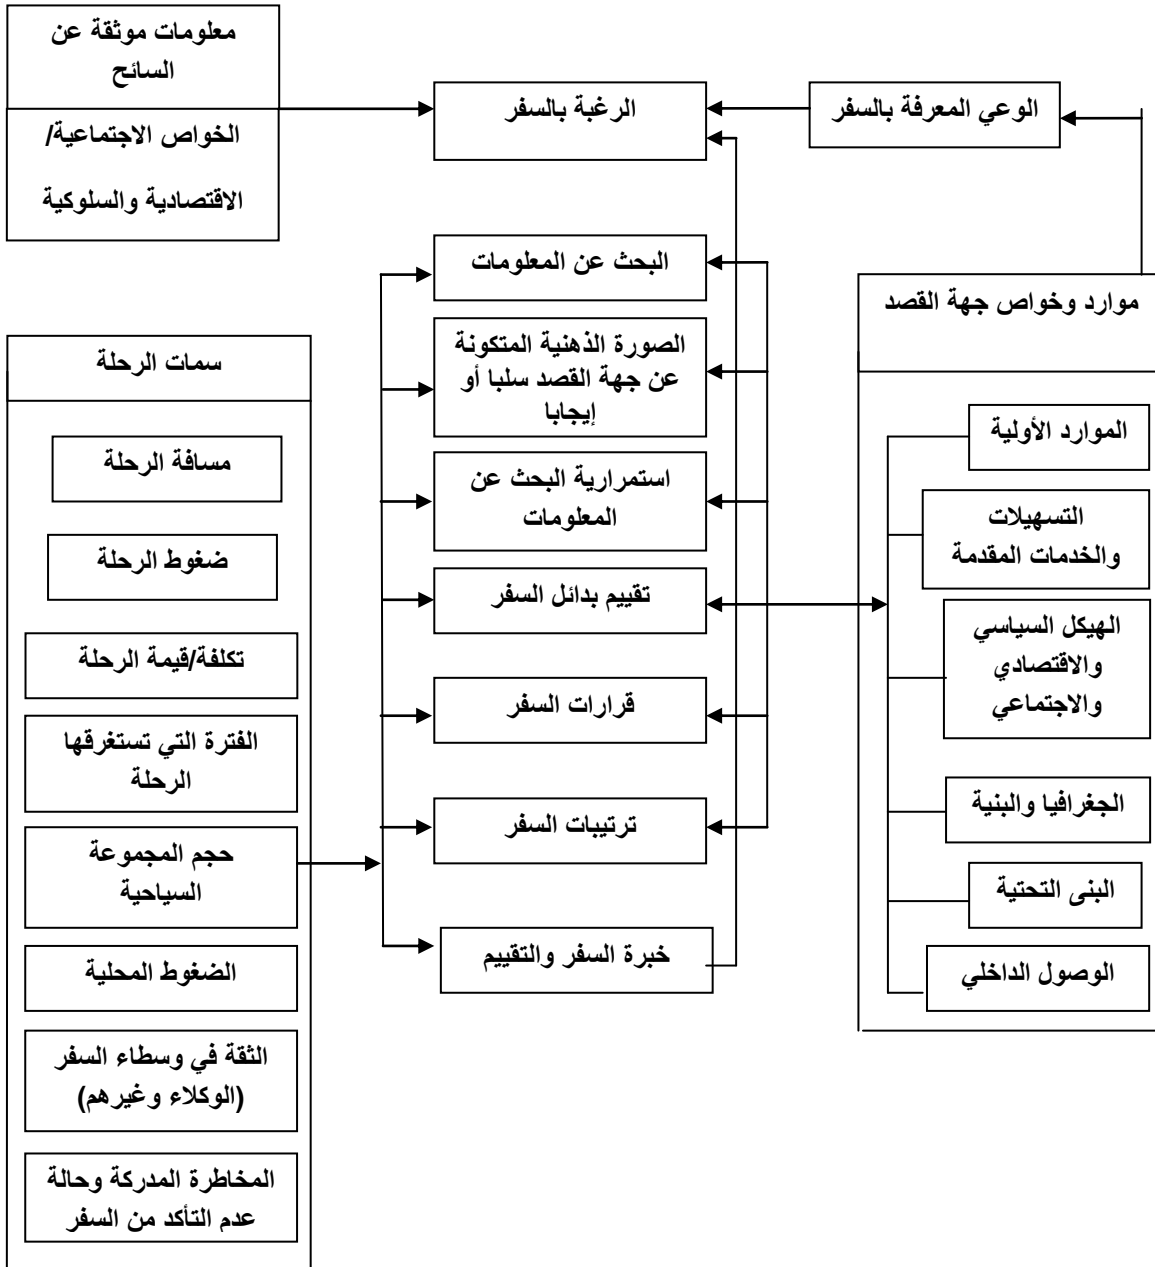 معلومات موثقة عن
السائح
الخواص الاجتماعية/
الاقتصادية والسلوكية
الرغبة بالسفر
الوعي المعرفة بالسفر
البحث عن المعلومات
الصورة الذهنية المتكونة
عن جهة القصد سلبا أو
إيجابا
استمرارية البحث عن
المعلومات
تقييم بدائل السفر
قرارات السفر
ترتيبات السفر
خبرة السفر والتقييم
موارد وخواص جهة القصد
الموارد الأولية
التسهيلات
والخدمات المقدمة
الهيكل السياسي
والاقتصادي
والاجتماعي
الجغرافيا والبنية
البنى التحتية
الوصول الداخلي
سمات الرحلة
مسافة الرحلة
ضغوط الرحلة
تكلفة/قيمة الرحلة
الفترة التي تستغرقها
الرحلة
حجم المجموعة
السياحية
الضغوط المحلية
الثقة في وسطاء السفر
(الوكلاء وغيرهم)
المخاطرة المدركة وحالة
عدم التأكد من السفر